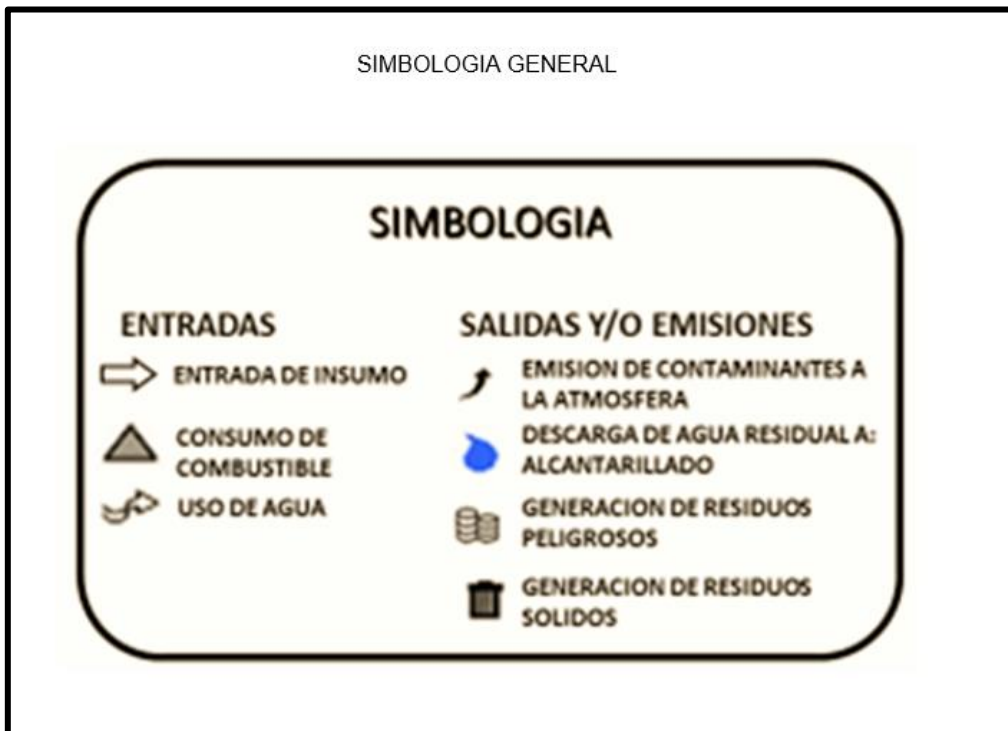 SIMBOLOGIA GENERAL
SIMBOLOGIA
ENTRADAS
ENTRADA DE INSUMO
CONSUMO DE
COMBUSTIBLE
USO DE AGUA
SALIDAS Y/O EMISIONES
EMISION DE CONTAMINANTES A
LA ATMOSFERA
DESCARGA DE AGUA RESIDUAL A:
ALCANTARILLADO
GENERACION DE RESIDUOS
PELIGROSOS
GENERACION DE RESIDUOS
SOLIDOS